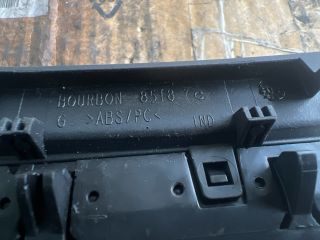 BOURBON 8518
G >ABS/PC< IND